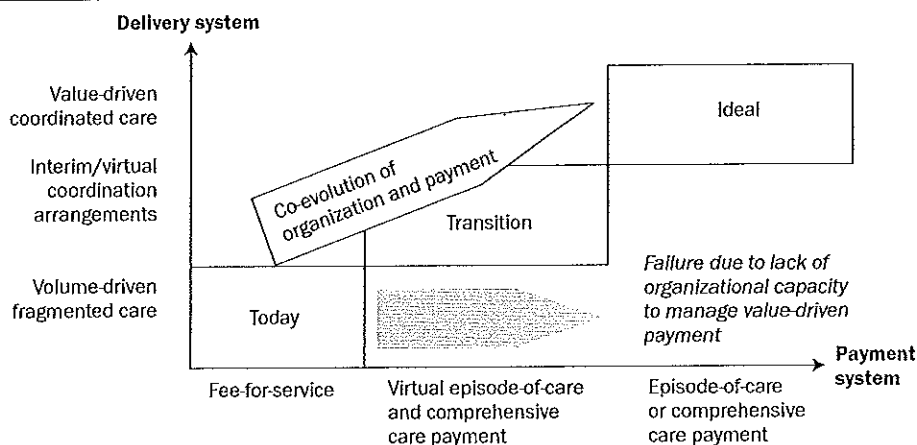 Delivery system
Value-driven
coordinated care
Ideal
Interim/virtual
coordination
arrangements
Co-evolution of
organization and payment
Transition
Volume-driven
fragmented care
Today
Failure due to lack of
organizational capacity
to manage value-driven
payment
Payment
system
Fee-for-service
Virtual episode-of-care
and comprehensive
care payment
Episode-of-care
or comprehensive
care payment